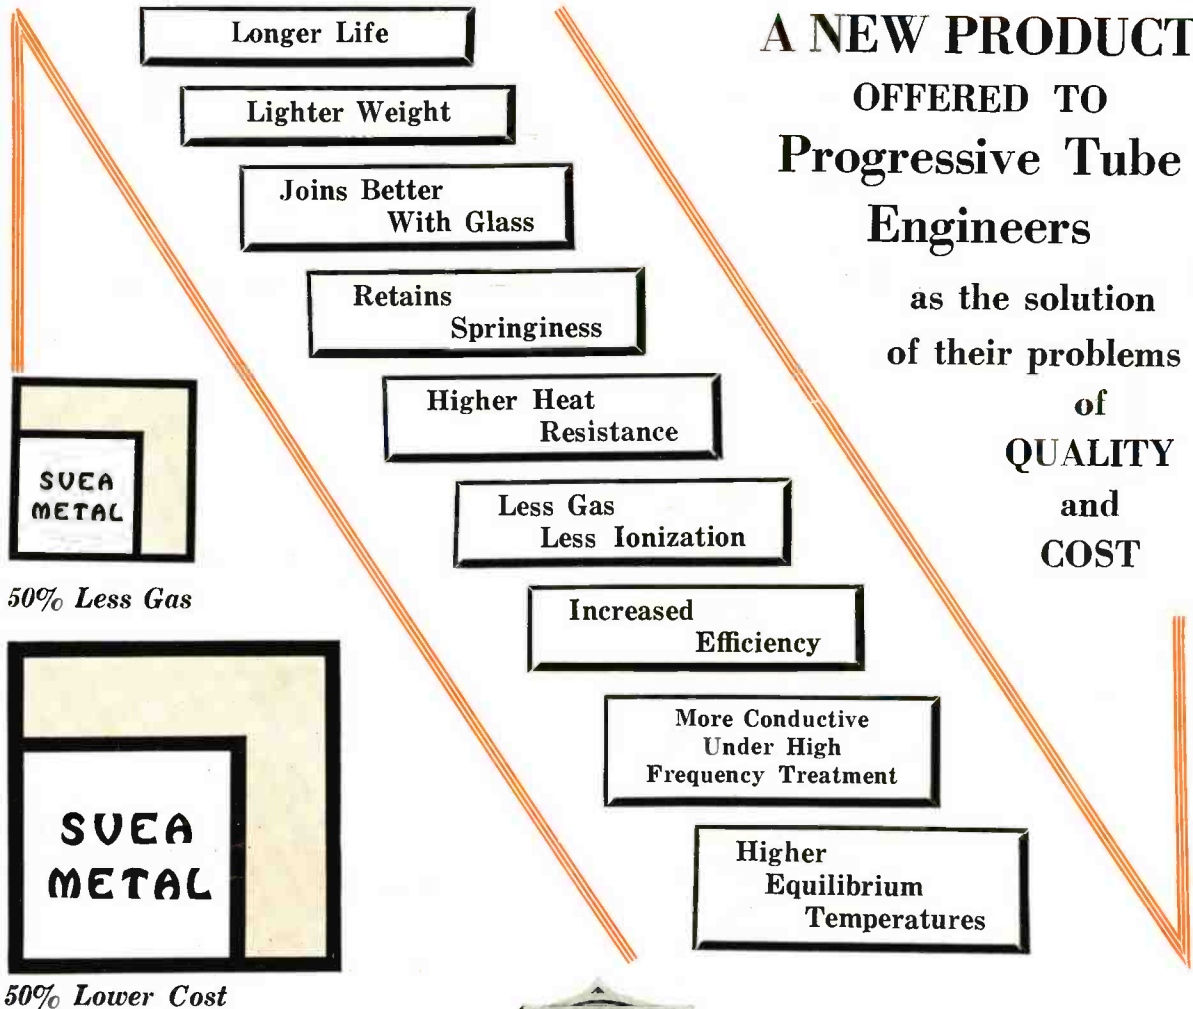 Longer Life
Lighter Weight
Joins Better
With Glass
Retains
Springiness
Higher Heat
Resistance
Less Gas
Less Ionization
Increased
Efficiency
More Conductive
Under High
Frequency Treatment
Higher
Equilibrium
Temperatures
A NEW PRODUCT
OFFERED TO
Progressive Tube
Engineers
as the solution
of their problems
of
QUALITY
and
COST
SVEA
METAL
50% Less Gas
SVEA
METAL
50% Lower Cost